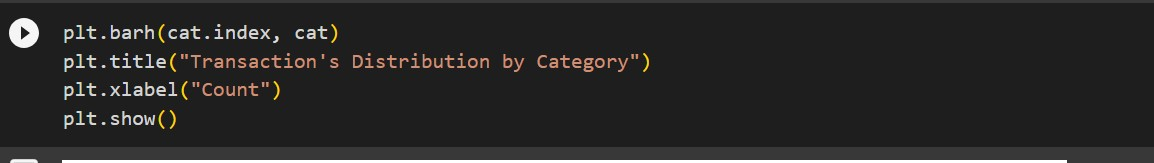 plt.barh(cat.index, cat)
plt.title("Transaction's Distribution by Category")
plt.xlabel("Count")
plt.show()